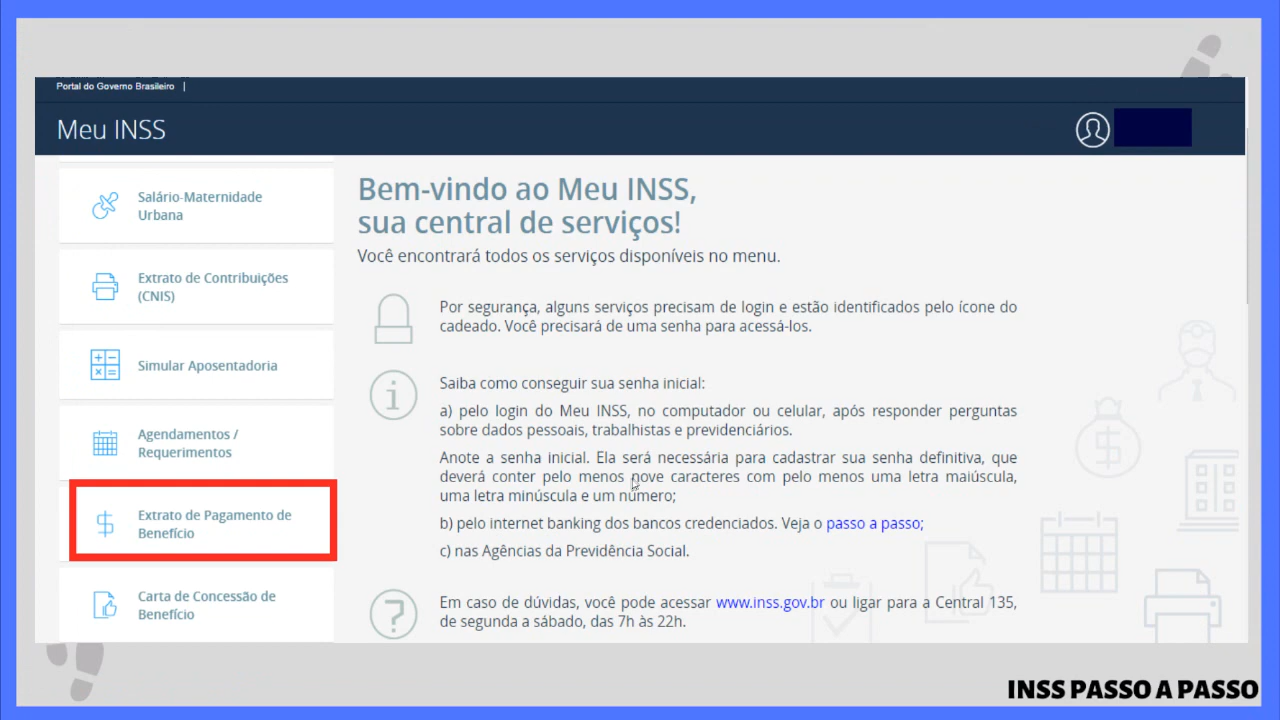 Portal do Governo Brasileiro |
Meu INSS
Salário-Maternidade
Urbana
Extrato de Contribuições
(CNIS)
Simular Aposentadoria
Agendamentos /
Requerimentos
Extrato de Pagamento de
Benefício
Carta de Concessão de
Benefício
Bem-vindo ao Meu INSS,
sua central de serviços!
Você encontrará todos os serviços disponíveis no menu.
Por segurança, alguns serviços precisam de login e estão identificados pelo ícone do
cadeado. Você precisará de uma senha para acessá-los.
Saiba como conseguir sua senha inicial:
a) pelo login do Meu INSS, no computador ou celular, após responder perguntas
sobre dados pessoais, trabalhistas e previdenciários.
Anote a senha inicial. Ela será necessária para cadastrar sua senha definitiva, que
deverá conter pelo menos nove caracteres com pelo menos uma letra maiúscula,
uma letra minúscula e um número;
b) pelo internet banking dos bancos credenciados. Veja o passo a passo;
c) nas Agências da Previdência Social.
Em caso de dúvidas, você pode acessar www.inss.gov.br ou ligar para a Central 135,
de segunda a sábado, das 7h às 22h.
INSS PASSO A PASSO